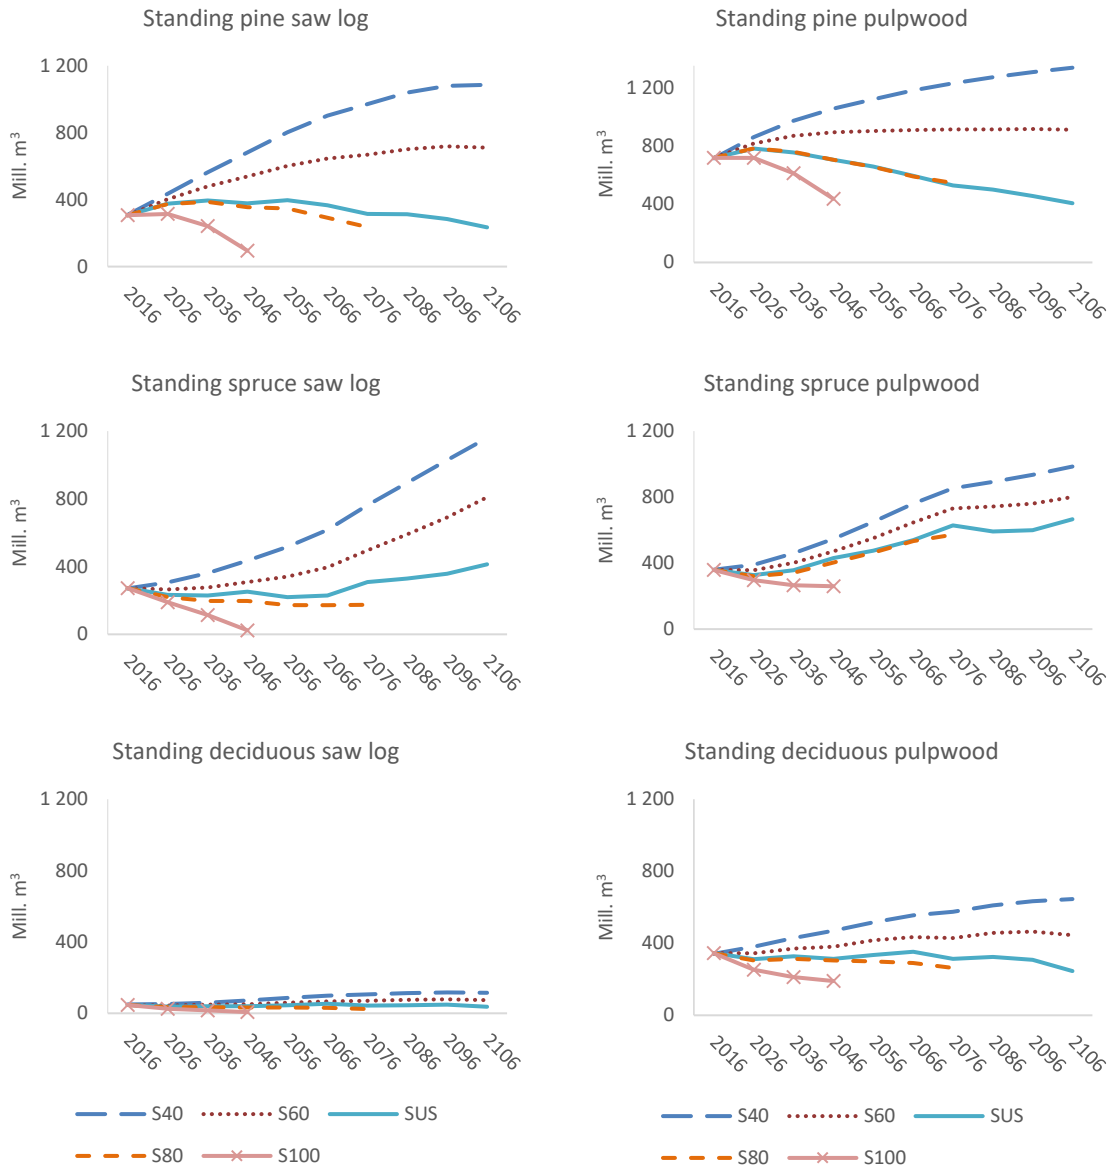 Standing pine saw log
1 200
800
400
0
Mill. m³
2016 2026 2036 2046 2056 2066 2076 2086 2096 2106
Standing pine pulpwood
1 200
800
400
0
Mill. m³
2016 2026 2036 2046 2056 2066 2076 2086 2096 2106
Standing spruce saw log
1 200
800
400
0
Mill. m³
2016 2026 2036 2046 2056 2066 2076 2086 2096 2106
Standing spruce pulpwood
1 200
800
400
0
Mill. m³
2016 2026 2036 2046 2056 2066 2076 2086 2096 2106
Standing deciduous saw log
1 200
800
400
0
Mill. m³
2016 2026 2036 2046 2056 2066 2076 2086 2096 2106
S40 S60 SUS
S80 S100
Standing deciduous pulpwood
1 200
800
400
0
Mill. m³
2016 2026 2036 2046 2056 2066 2076 2086 2096 2106
S40 S60 SUS
S80 S100